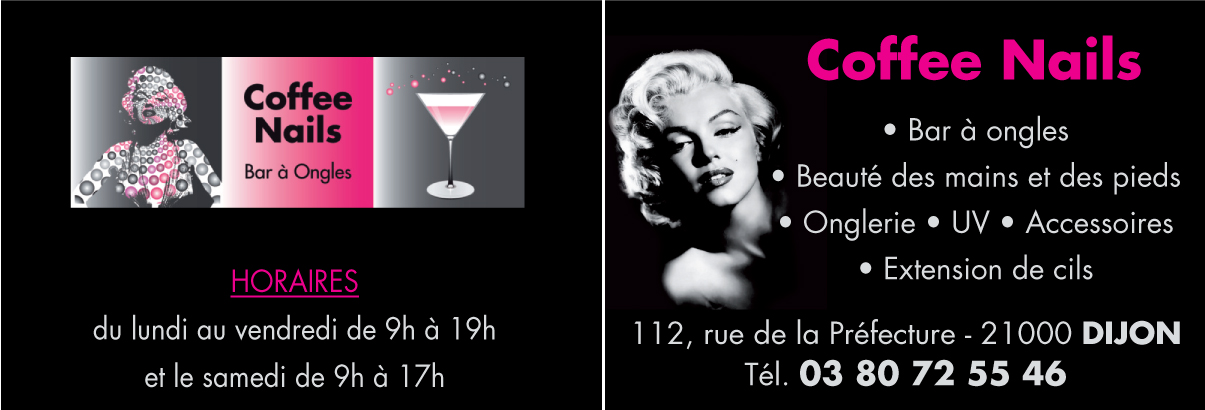 Coffee
Nails
Bar à Ongles
HORAIRES
du lundi au vendredi de 9h à 19h
et le samedi de 9h à 17h
Coffee Nails
• Bar à ongles
• Beauté des mains et des pieds
• Onglerie • UV • Accessoires
• Extension de cils
112, rue de la Préfecture - 21000 DIJON
Tél. 03 80 72 55 46